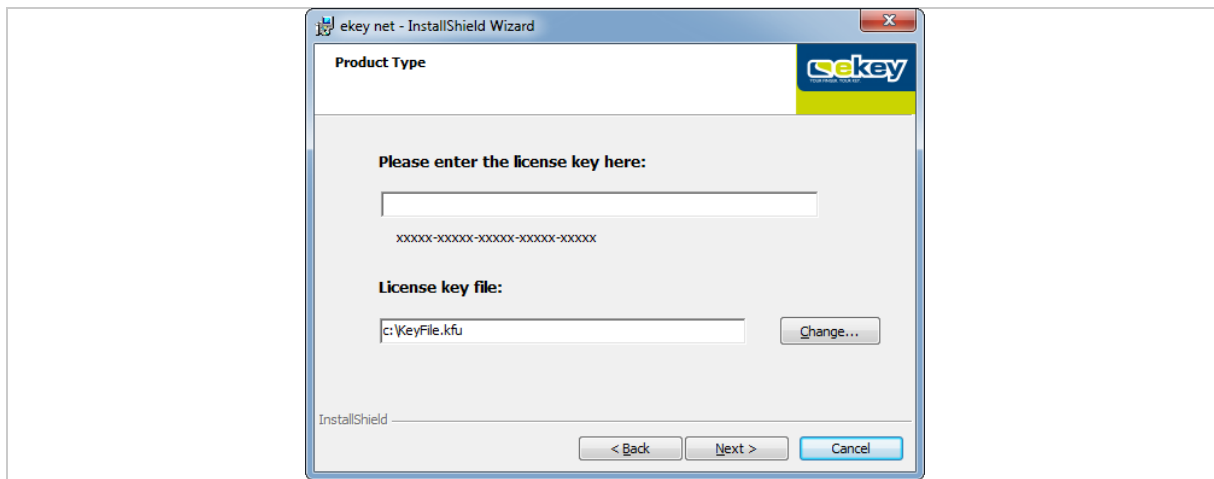 ekey net - InstallShield Wizard
Product Type
ekey
Please enter the license key here:
xxxxx-xxxxx-xxxxx-xxxxx-xxxxx
License key file:
c:\KeyFile.kfu
Change...
InstallShield
< Back
Next >
Cancel